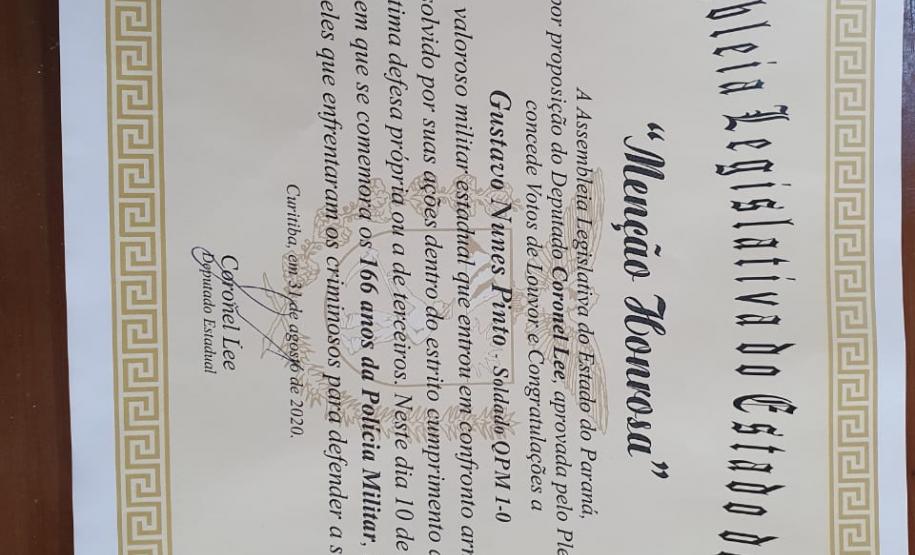 bleia Legislativa do Estado d
“Menção Honrosa”
A Assembleia Legislativa do Estado do Paraná,
por proposição do Deputado Coronel Lee, aprovada pelo Ple
concede Votos de Louvor e Congratulações a
Gustavo Nunes Pinto - Soldado QPM 1-0
valoroso militar estadual que entrou em confronto arm
solvido por suas ações dentro do estrito cumprimento d
tima defesa própria ou a de terceiros. Neste dia 10 de
em que se comemora os 166 anos da Polícia Militar,
eles que enfrentaram os criminosos para defender a s
Curitiba, em 31 de agosto de 2020.
Coronel Lee
Deputado Estadual